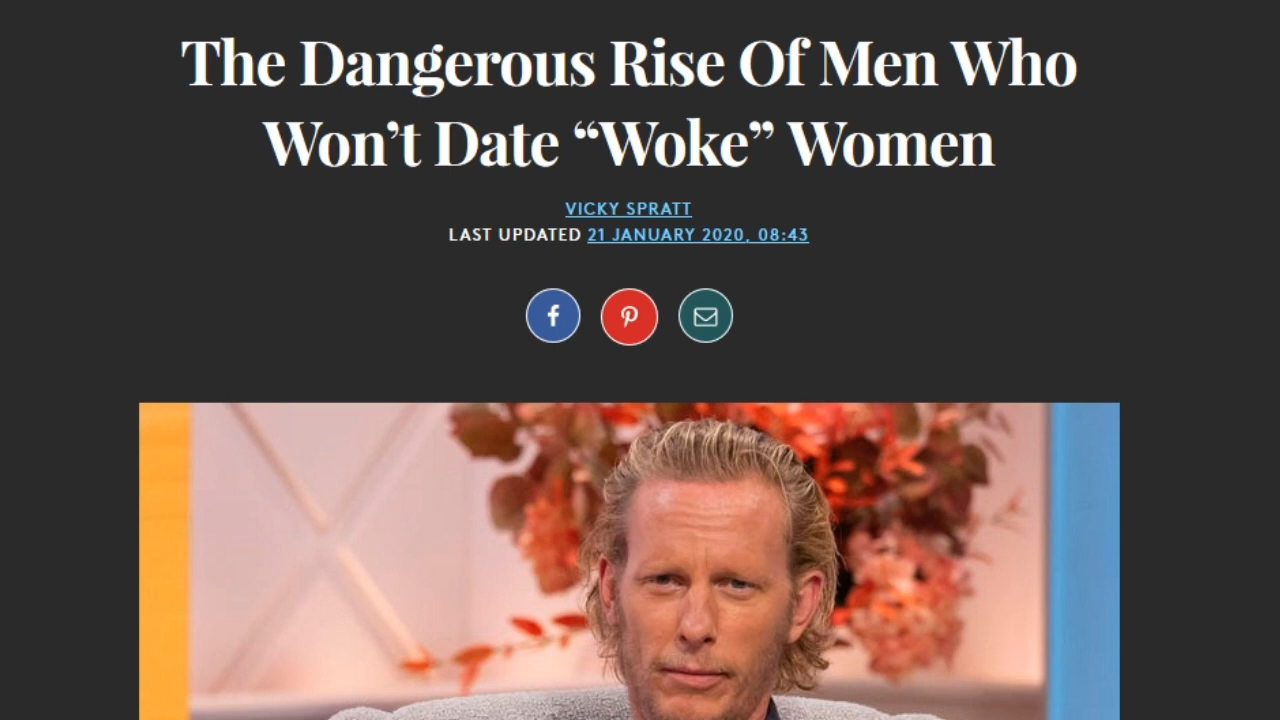 The Dangerous Rise Of Men Who
Won’t Date “Woke” Women
VICKY SPRATT
LAST UPDATED 21 JANUARY 2020, 08:43